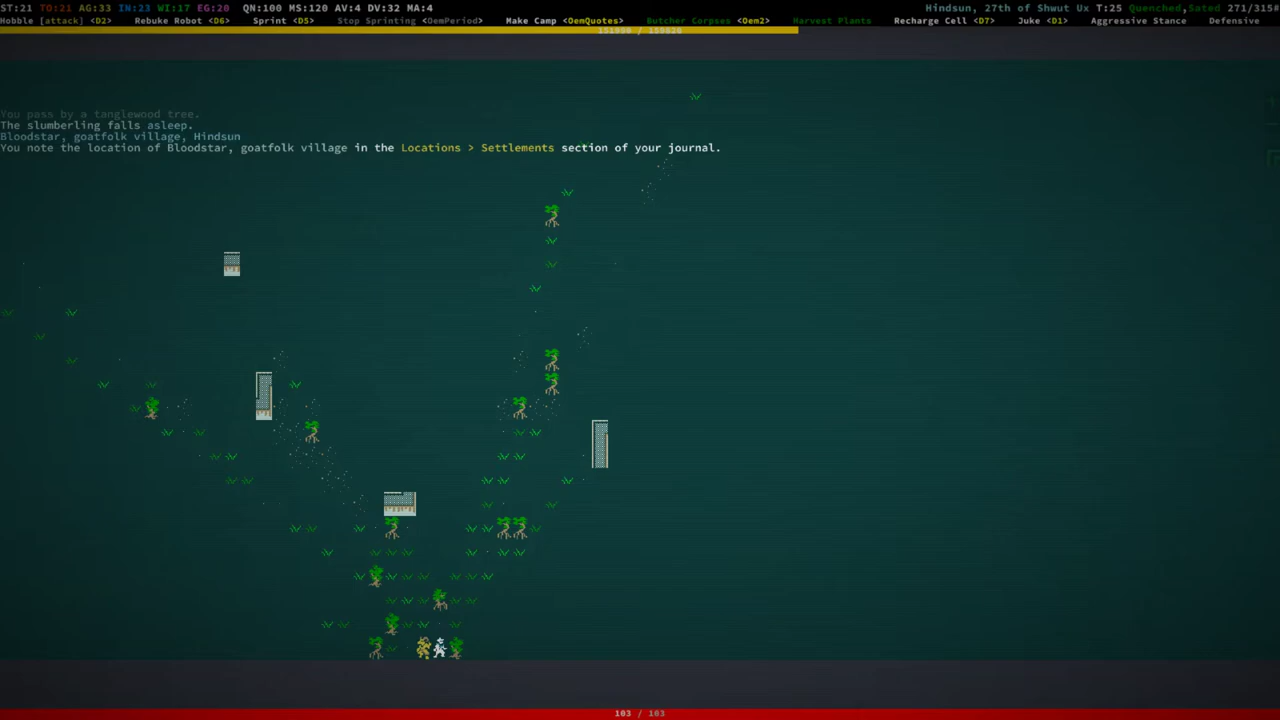 ST:21 TO:21 AG:33 IN:23 WI:17 EG:20 QN:100 MS:120 AV:4 DV:32 MA:4 Hindsun, 27th of Shwut Ux T:25 Quenched,Sated 271/315#
Hobble [attack] <D2> Rebuke Robot <D6> Sprint <D5> Stop Sprinting <OemPeriod> Make Camp <OemQuotes> Butcher Corpses <Oem2> Harvest Plants Recharge Cell <D7> Juke <D1> Aggressive Stance Defensive
You pass by a tanglewood tree.
The slumberling falls asleep.
Bloodstar, goatfolk village, Hindsun
You note the location of Bloodstar, goatfolk village in the Locations > Settlements section of your journal.
103 / 103